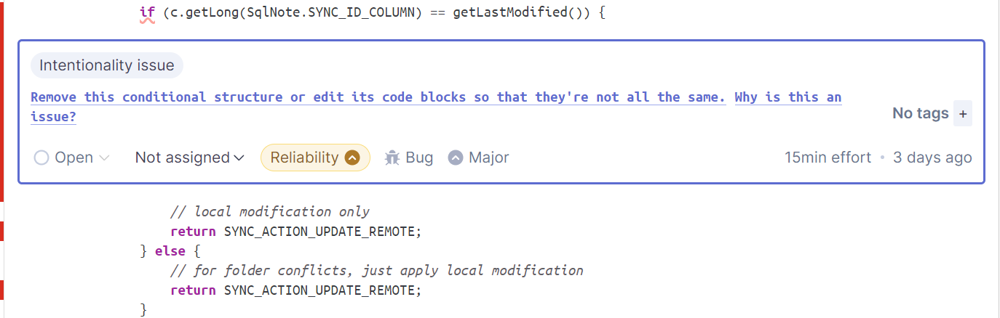 if (c.getLong(SqlNote.SYNC_ID_COLUMN) == getLastModified()) {
Intentionality issue
Remove this conditional structure or edit its code blocks so that they're not all the same. Why is this an
issue?
No tags +
Open Not assigned Reliability Bug Major 15min effort • 3 days ago
// local modification only
return SYNC_ACTION_UPDATE_REMOTE;
} else {
// for folder conflicts, just apply local modification
return SYNC_ACTION_UPDATE_REMOTE;
}